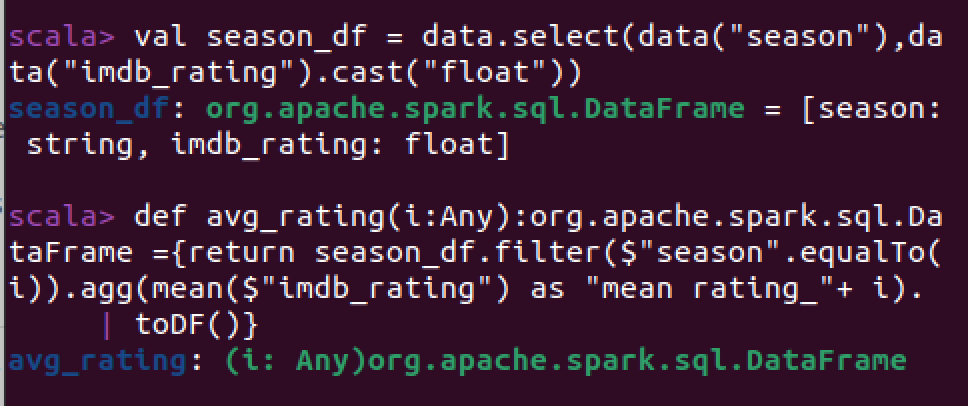 scala> val season_df = data.select(data("season"),da
ta("imdb_rating").cast("float"))
season_df: org.apache.spark.sql.DataFrame = [season:
 string, imdb_rating: float]
scala> def avg_rating(i:Any):org.apache.spark.sql.Da
taFrame ={return season_df.filter($"season".equalTo(
i)).agg(mean($"imdb_rating") as "mean rating_"+ i).
     | toDF()}
avg_rating: (i: Any)org.apache.spark.sql.DataFrame